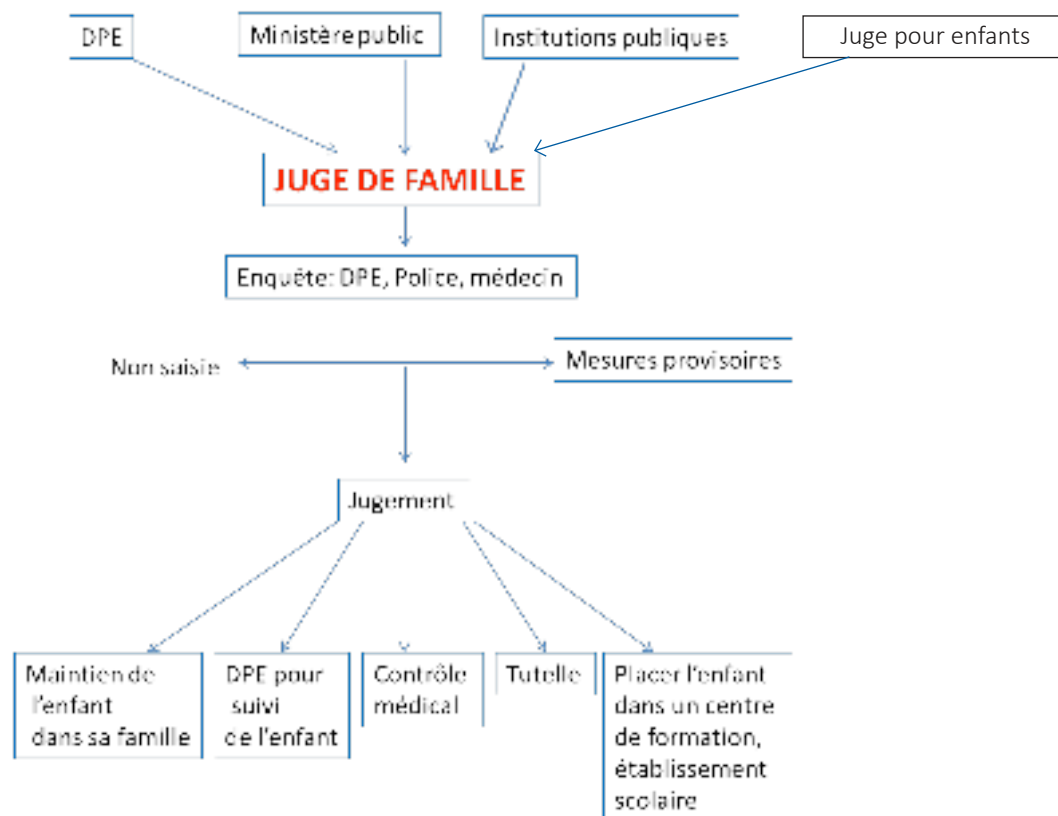 DPE
Ministère public
Institutions publiques
Juge pour enfants
JUGE DE FAMILLE
Enquête: DPE, Police, médecin
Non saisie
Mesures provisoires
Jugement
Maintien de
l'enfant
dans sa famille
DPE pour
suivi
de l'enfant
Contrôle
médical
Tutelle
Placer l'enfant
dans un centre
de formation,
établissement
scolaire